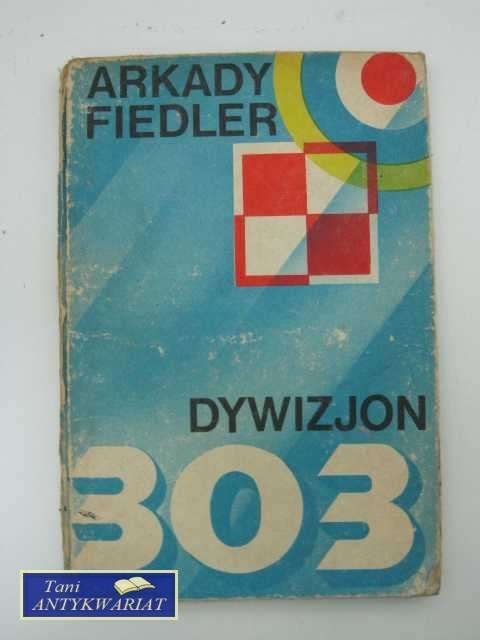 ARKADY
FIEDLER
DYWIZJON
303
Tani
ANTYKWARIAT